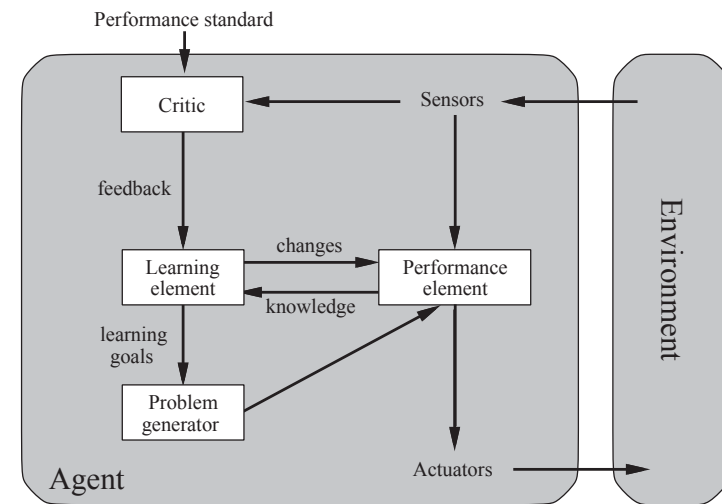 Performance standard
Critic
Sensors
feedback
changes
Learning
element
Performance
element
knowledge
learning
goals
Problem
generator
Actuators
Agent
Environment